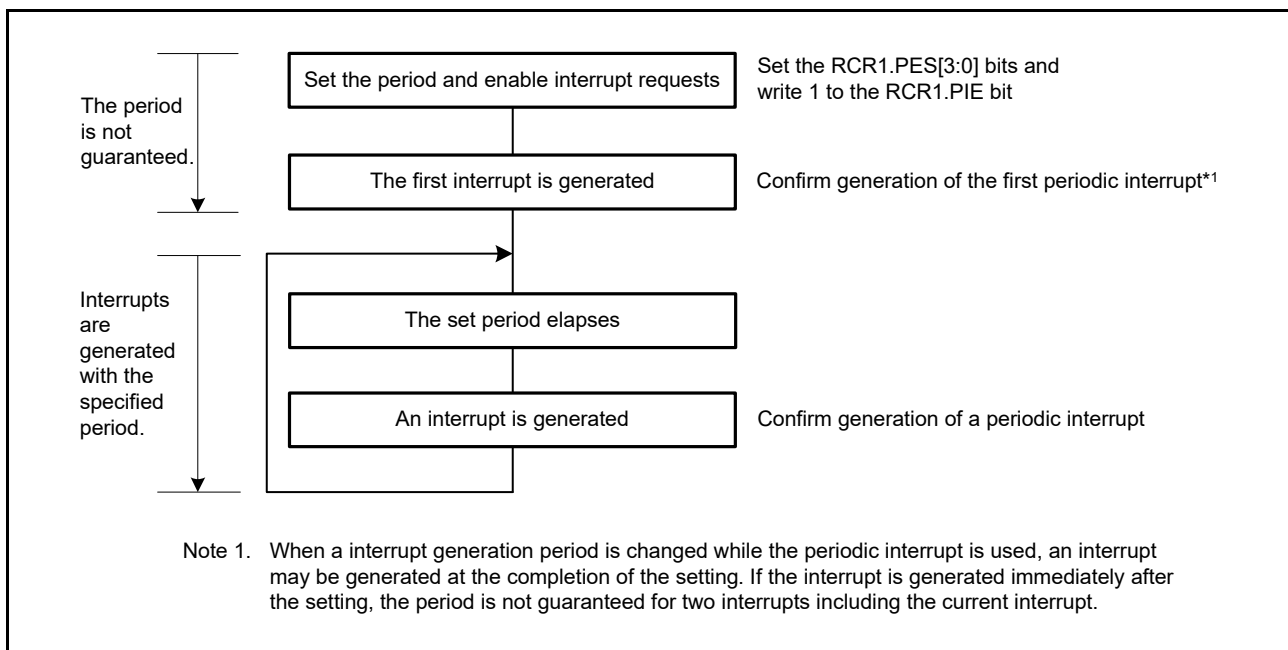 Set the period and enable interrupt requests
Set the RCR1.PES[3:0] bits and
write 1 to the RCR1.PIE bit
The period
is not
guaranteed.
The first interrupt is generated
Confirm generation of the first periodic interrupt*1
Interrupts
are
generated
with the
specified
period.
The set period elapses
An interrupt is generated
Confirm generation of a periodic interrupt
Note 1. When a interrupt generation period is changed while the periodic interrupt is used, an interrupt
may be generated at the completion of the setting. If the interrupt is generated immediately after
the setting, the period is not guaranteed for two interrupts including the current interrupt.